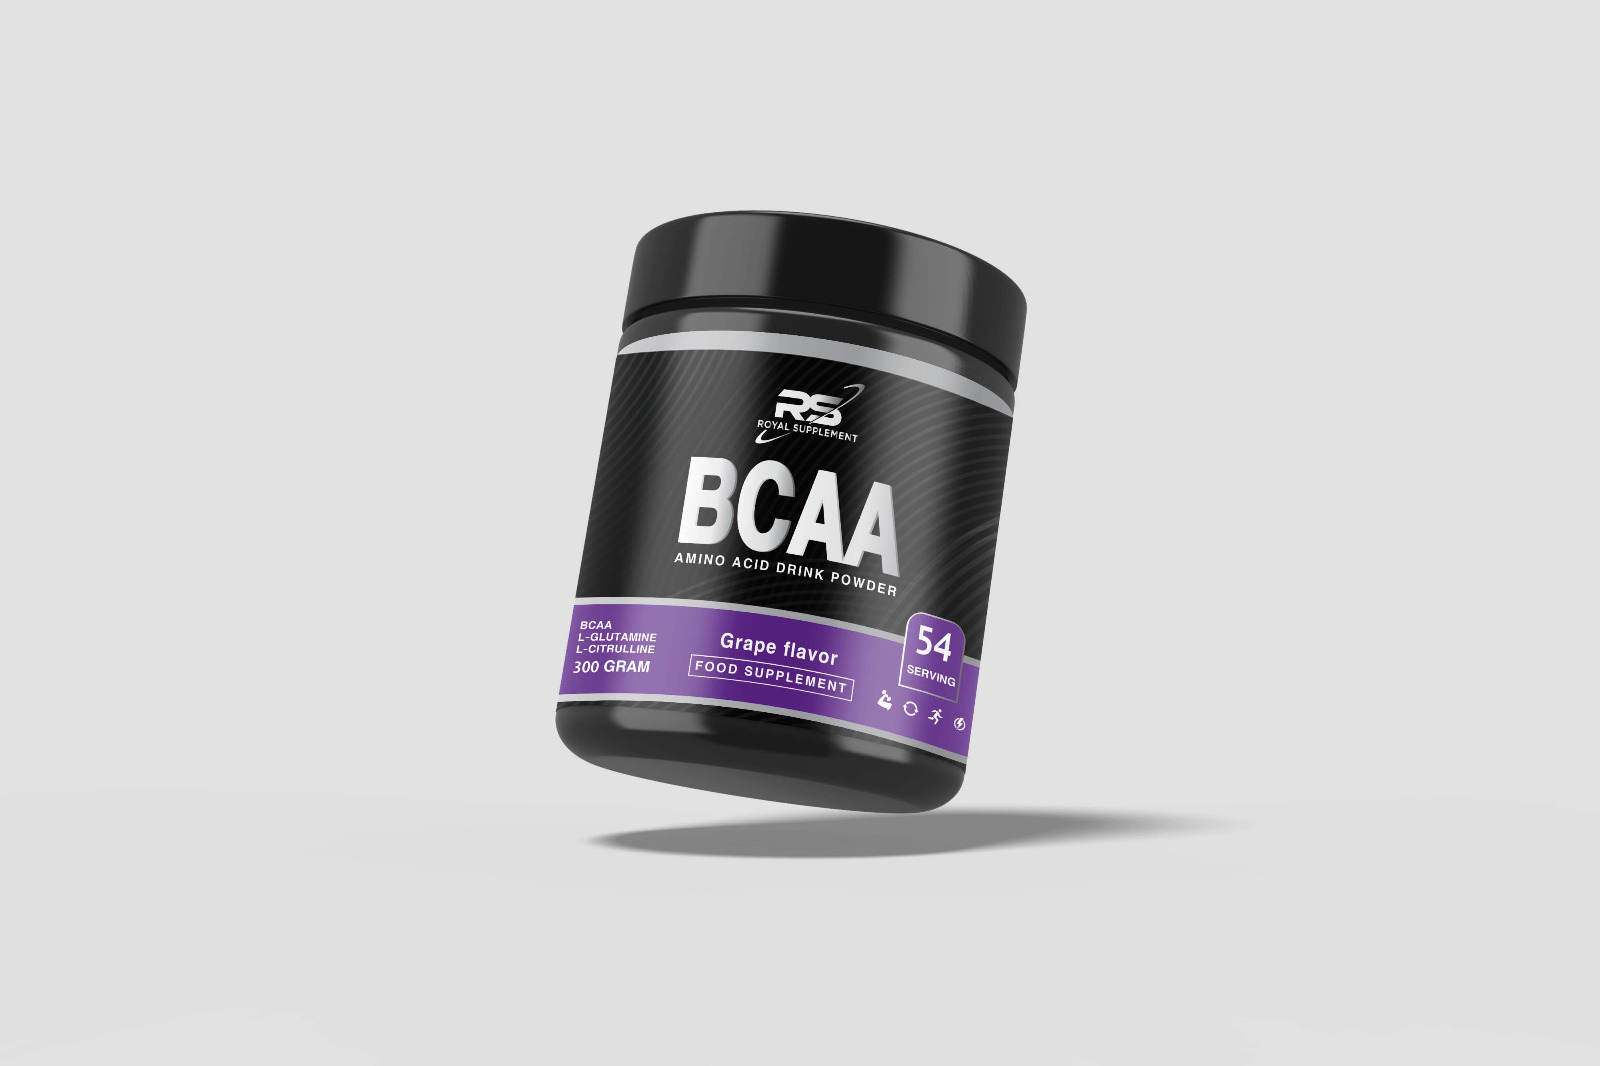 RS
ROYAL SUPPLEMENT
BCAA
AMINO ACID DRINK POWDER
BCAA
L-GLUTAMINE
L-CITRULLINE
300 GRAM
Grape flavor
FOOD SUPPLEMENT
54
SERVING